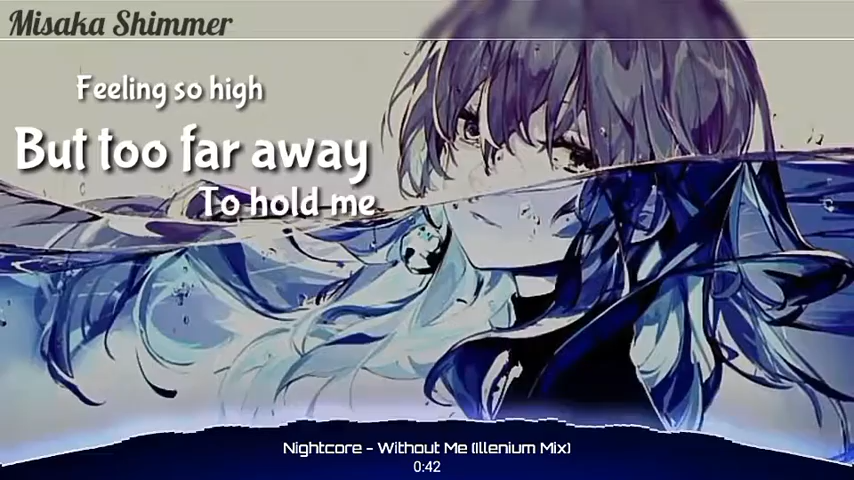 Misaka Shimmer
Feeling so high
But too far away
To hold me
Nightcore - Without Me (Illenium Mix)
0:42